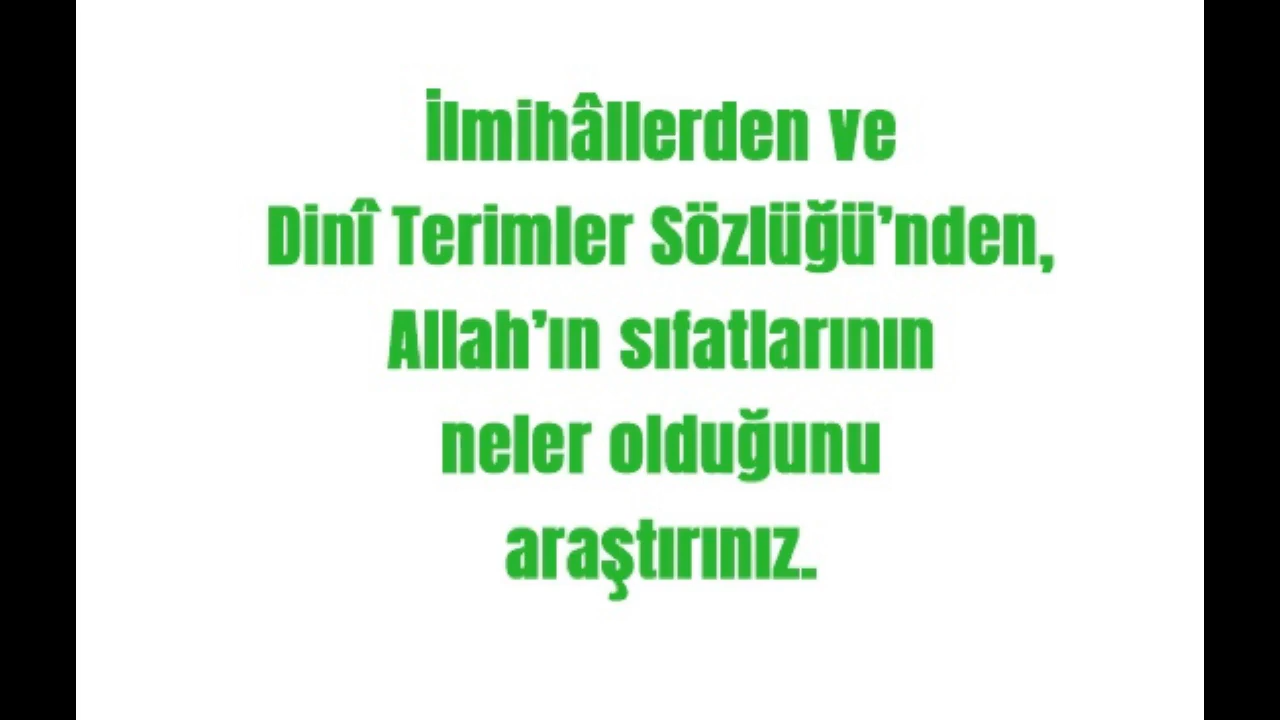 İlmihâllerden ve
Dinî Terimler Sözlüğü’nden,
Allah’ın sıfatlarının
neler olduğunu
araştırınız.